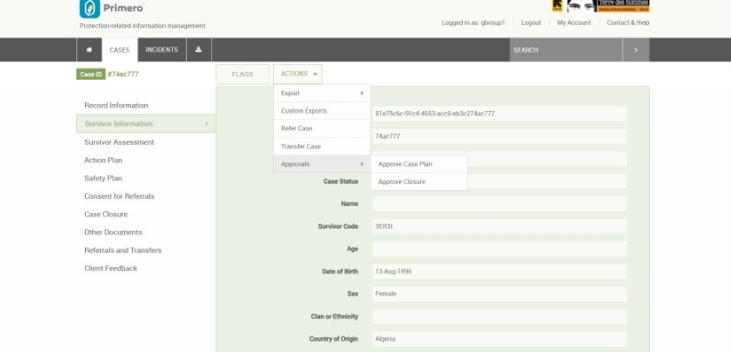 Primero
Protection-related information management
Terre des hommes
Logged in as: gbvsup1 Logout My Account Contact & Help
CASES INCIDENTS SEARCH
Case ID #74ac777
FLAGS ACTIONS
Record Information
Survivor Information
Survivor Assessment
Action Plan
Safety Plan
Consent for Referrals
Case Closure
Other Documents
Referrals and Transfers
Client Feedback
Export
Custom Exports
Refer Case
Transfer Case
Approvals
Approve Case Plan
Approve Closure
81e75c6c-91c4-4553-acc0-eb3c274ac777
74ac777
Case Status
Name
Survivor Code 3ER3t
Age
Date of Birth 13-Aug-1996
Sex Female
Clan or Ethnicity
Country of Origin Algeria